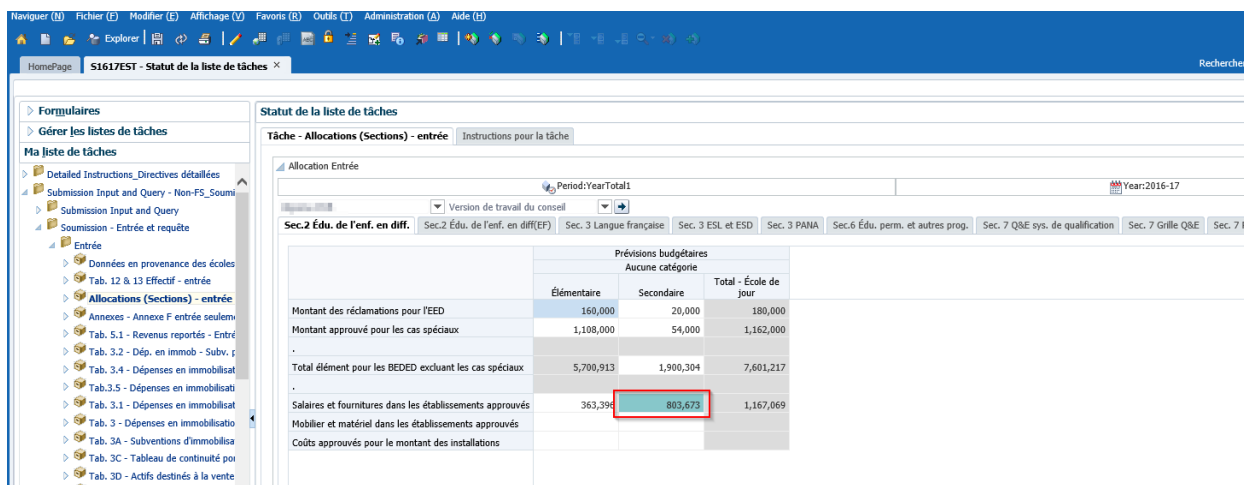 Naviguer (N) Fichier (F) Modifier (E) Affichage (V) Favoris (R) Outils (T) Administration (A) Aide (H)
Explorer
HomePage S1617EST - Statut de la liste de tâches × Rechercher
Formulaires
Gérer les listes de tâches
Ma liste de tâches
Detailed Instructions_Directives détaillées
Submission Input and Query - Non-FS_Soumi
Submission Input and Query
Soumission - Entrée et requête
Entrée
Données en provenance des écoles
Tab. 12 & 13 Effectif - entrée
Allocations (Sections) - entrée
Annexes - Annexe F entrée seulem
Tab. 5.1 - Revenus reportés - Entré
Tab. 3.2 - Dép. en immob - Subv. p
Tab. 3.4 - Dépenses en immobilisat
Tab.3.5 - Dépenses en immobilisati
Tab. 3.1 - Dépenses en immobilisat
Tab. 3 - Dépenses en immobilisatio
Tab. 3A - Subventions d'immobilisa
Tab. 3C - Tableau de continuité pou
Tab. 3D - Actifs destinés à la vente
Statut de la liste de tâches
Tâche - Allocations (Sections) - entrée Instructions pour la tâche
Allocation Entrée
Period:YearTotal1 Year:2016-17
Version de travail du conseil
Sec.2 Édu. de l'enf. en diff. Sec.2 Édu. de l'enf. en diff(EF) Sec. 3 Langue française Sec. 3 ESL et ESD Sec. 3 PANA Sec.6 Édu. perm. et autres prog. Sec. 7 Q&E sys. de qualification Sec. 7 Grille Q&E Sec. 7
Prévisions budgétaires
Aucune catégorie
Élémentaire Secondaire Total - École de jour
Montant des réclamations pour l'EED 160,000 20,000 180,000
Montant approuvé pour les cas spéciaux 1,108,000 54,000 1,162,000
.
Total élément pour les BEDED excluant les cas spéciaux 5,700,913 1,900,304 7,601,217
.
Salaires et fournitures dans les établissements approuvés 363,396 803,673 1,167,069
Mobilier et matériel dans les établissements approuvés
Coûts approuvés pour le montant des installations